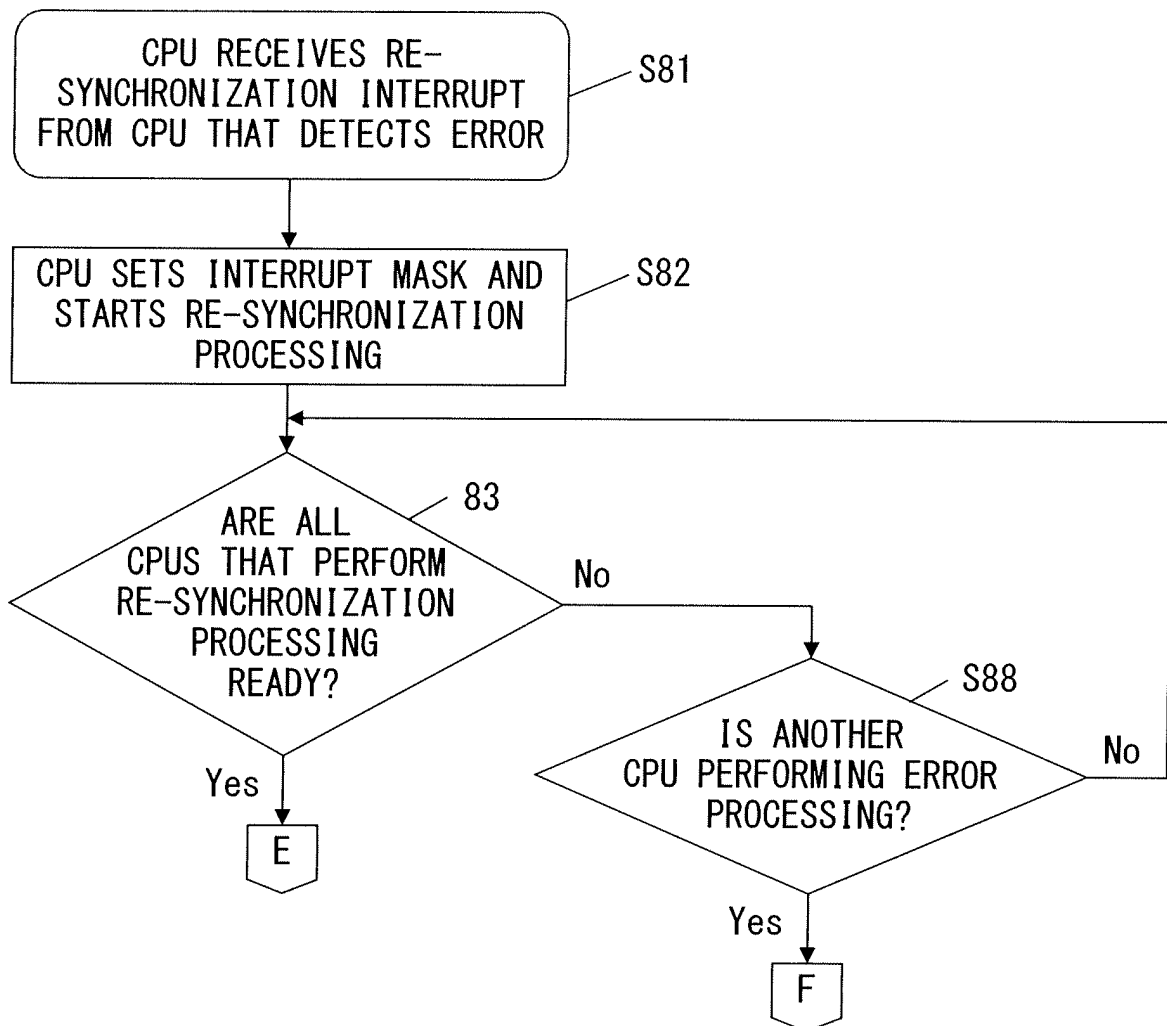 CPU RECEIVES RE-
SYNCHRONIZATION INTERRUPT
FROM CPU THAT DETECTS ERROR
S81
CPU SETS INTERRUPT MASK AND
STARTS RE-SYNCHRONIZATION
PROCESSING
S82
ARE ALL
CPUS THAT PERFORM
RE-SYNCHRONIZATION
PROCESSING
READY?
83
No
Yes
E
IS ANOTHER
CPU PERFORMING ERROR
PROCESSING?
S88
No
Yes
F